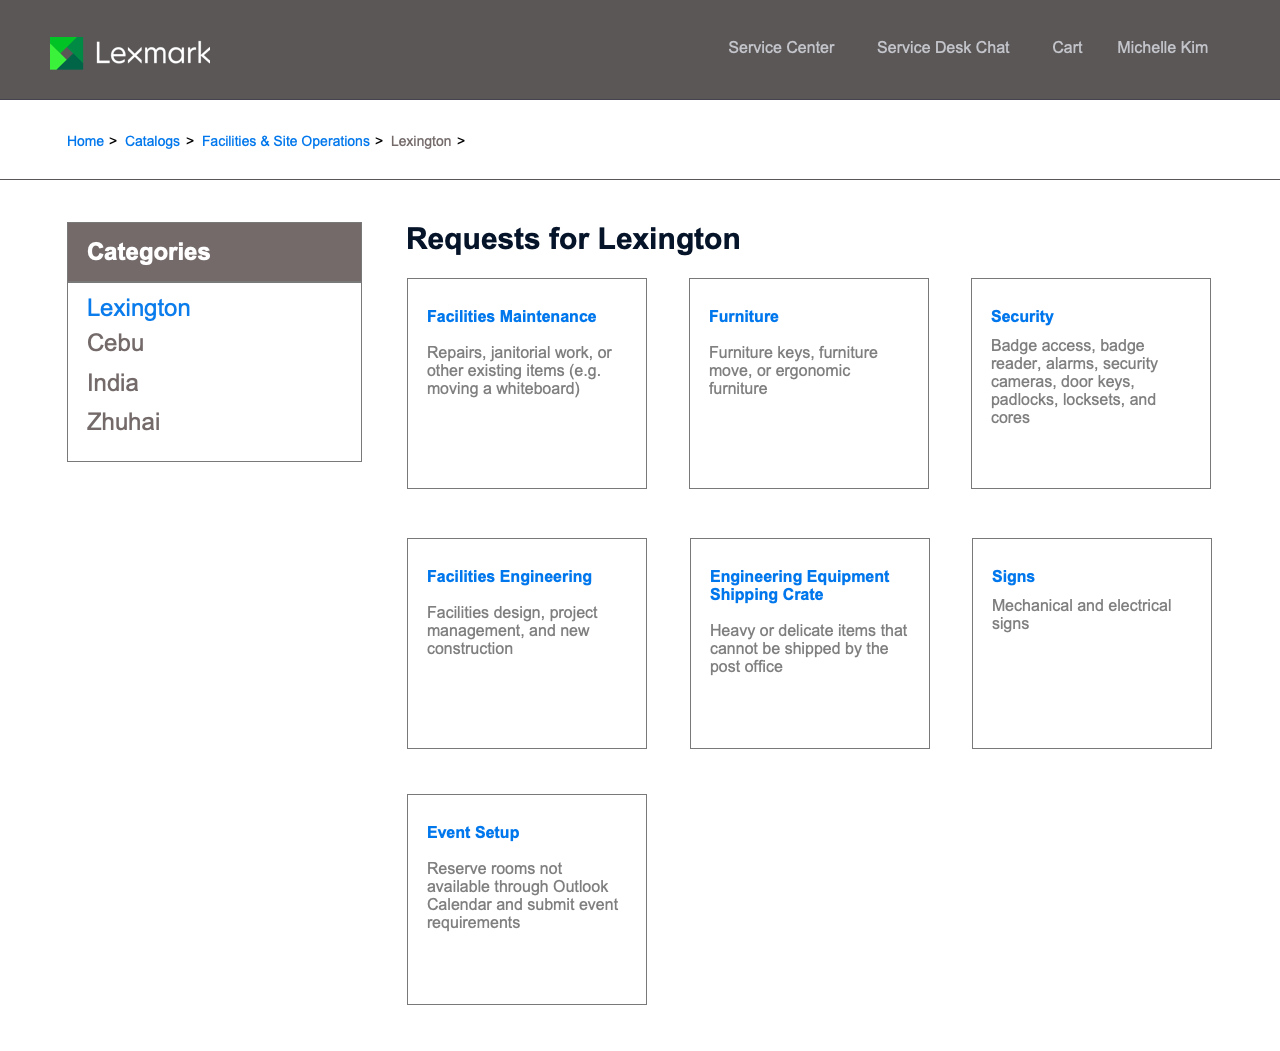 Lexmark
Service Center
Service Desk Chat
Cart
Michelle Kim
Home > Catalogs > Facilities & Site Operations > Lexington >
Categories
Lexington
Cebu
India
Zhuhai
Requests for Lexington
Facilities Maintenance
Repairs, janitorial work, or
other existing items (e.g.
moving a whiteboard)
Furniture
Furniture keys, furniture
move, or ergonomic
furniture
Security
Badge access, badge
reader, alarms, security
cameras, door keys,
padlocks, locksets, and
cores
Facilities Engineering
Facilities design, project
management, and new
construction
Engineering Equipment
Shipping Crate
Heavy or delicate items that
cannot be shipped by the
post office
Signs
Mechanical and electrical
signs
Event Setup
Reserve rooms not
available through Outlook
Calendar and submit event
requirements